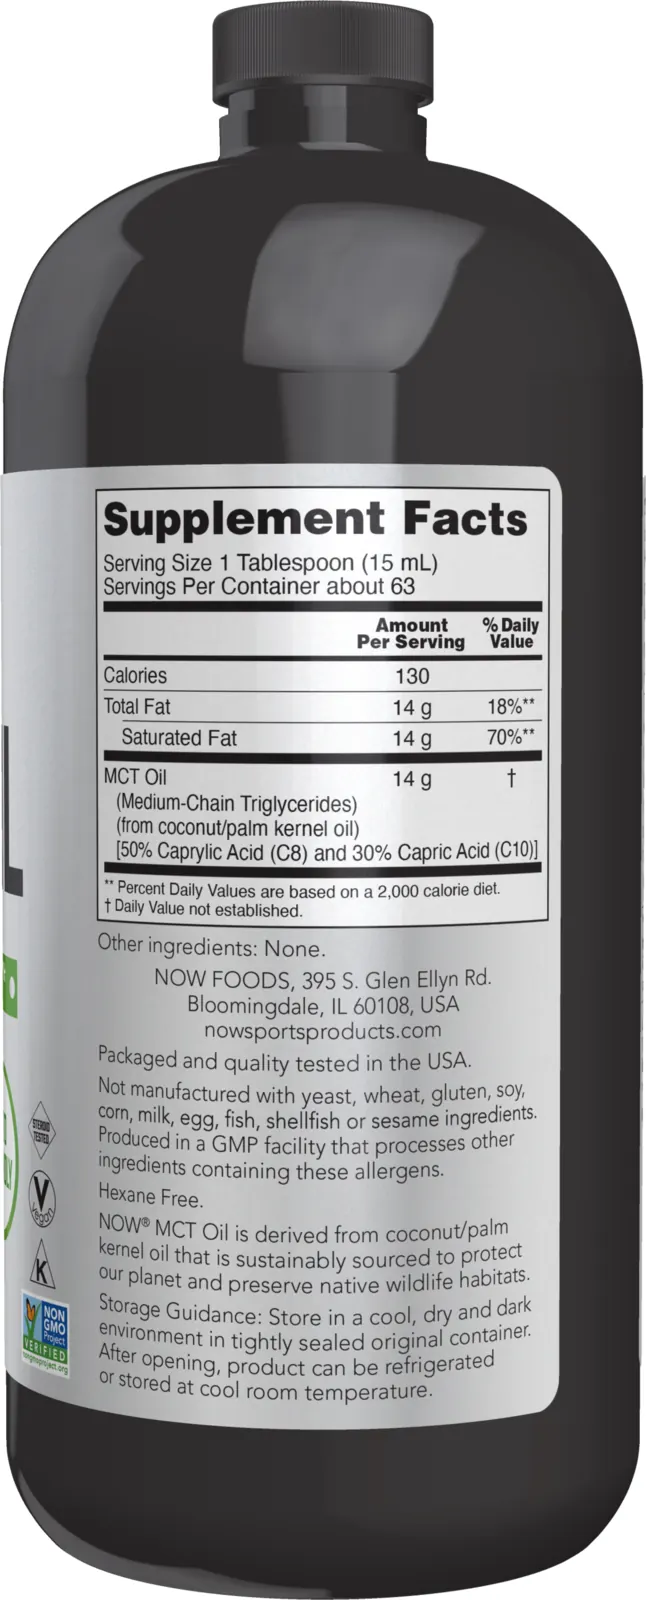 Supplement Facts
Serving Size 1 Tablespoon (15 mL)
Servings Per Container about 63
Amount Per Serving % Daily Value
Calories 130
Total Fat 14 g 18%**
Saturated Fat 14 g 70%**
MCT Oil 14 g †
(Medium-Chain Triglycerides)
(from coconut/palm kernel oil)
[50% Caprylic Acid (C8) and 30% Capric Acid (C10)]
** Percent Daily Values are based on a 2,000 calorie diet.
† Daily Value not established.
Other ingredients: None.
NOW FOODS, 395 S. Glen Ellyn Rd.
Bloomingdale, IL 60108, USA
nowsportsproducts.com
Packaged and quality tested in the USA.
Not manufactured with yeast, wheat, gluten, soy,
corn, milk, egg, fish, shellfish or sesame ingredients.
Produced in a GMP facility that processes other
ingredients containing these allergens.
Hexane Free.
NOW® MCT Oil is derived from coconut/palm
kernel oil that is sustainably sourced to protect
our planet and preserve native wildlife habitats.
Storage Guidance: Store in a cool, dry and dark
environment in tightly sealed original container.
After opening, product can be refrigerated
or stored at cool room temperature.
L
STEROID
TESTED
V
Vegan
K
NON
GMO
Project
VERIFIED
nongmoproject.org